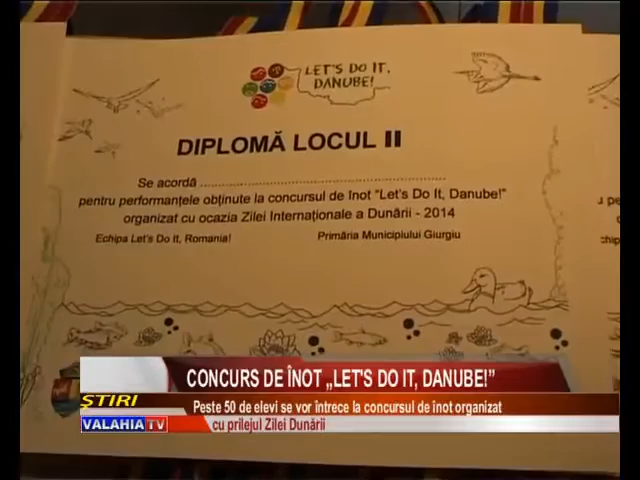 LET'S DO IT,
DANUBE!
DIPLOMĂ LOCUL II
Se acordă ..........................................................
pentru performanțele obținute la concursul de înot "Let's Do It, Danube!"
organizat cu ocazia Zilei Internaționale a Dunării - 2014
Echipa Let's Do It, Romania!
Primăria Municipiului Giurgiu
CONCURS DE ÎNOT „LET'S DO IT, DANUBE!”
ŞTIRI
Peste 50 de elevi se vor întrece la concursul de înot organizat
VALAHIA TV
cu prilejul Zilei Dunării